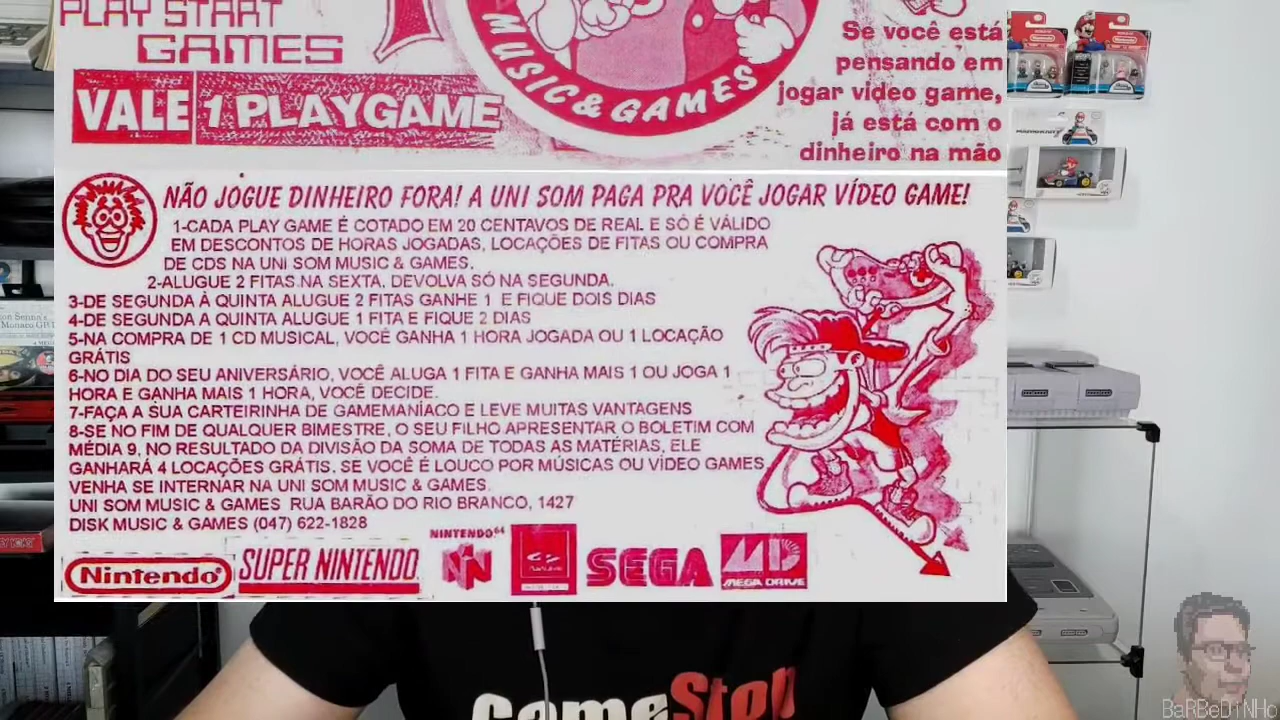 PLAY START
GAMES
VALE 1 PLAYGAME
MUSIC & GAMES
Se você está
pensando em
jogar vídeo game,
já está com o
dinheiro na mão
NÃO JOGUE DINHEIRO FORA! A UNI SOM PAGA PRA VOCÊ JOGAR VÍDEO GAME!
1-CADA PLAY GAME É COTADO EM 20 CENTAVOS DE REAL E SÓ É VÁLIDO
EM DESCONTOS DE HORAS JOGADAS, LOCAÇÕES DE FITAS OU COMPRA
DE CDS NA UNI SOM MUSIC & GAMES.
2-ALUGUE 2 FITAS NA SEXTA, DEVOLVA SÓ NA SEGUNDA.
3-DE SEGUNDA À QUINTA ALUGUE 2 FITAS GANHE 1 E FIQUE DOIS DIAS
4-DE SEGUNDA A QUINTA ALUGUE 1 FITA E FIQUE 2 DIAS
5-NA COMPRA DE 1 CD MUSICAL, VOCÊ GANHA 1 HORA JOGADA OU 1 LOCAÇÃO
GRÁTIS
6-NO DIA DO SEU ANIVERSÁRIO, VOCÊ ALUGA 1 FITA E GANHA MAIS 1 OU JOGA 1
HORA E GANHA MAIS 1 HORA, VOCÊ DECIDE.
7-FAÇA A SUA CARTEIRINHA DE GAMEMANÍACO E LEVE MUITAS VANTAGENS
8-SE NO FIM DE QUALQUER BIMESTRE, O SEU FILHO APRESENTAR O BOLETIM COM
MÉDIA 9, NO RESULTADO DA DIVISÃO DA SOMA DE TODAS AS MATÉRIAS, ELE
GANHARÁ 4 LOCAÇÕES GRÁTIS. SE VOCÊ É LOUCO POR MÚSICAS OU VÍDEO GAMES,
VENHA SE INTERNAR NA UNI SOM MUSIC & GAMES.
UNI SOM MUSIC & GAMES RUA BARÃO DO RIO BRANCO, 1427
DISK MUSIC & GAMES (047) 622-1828
Nintendo
SUPER NINTENDO
NINTENDO 64
SEGA
MD
MEGA DRIVE
GameStop
BaRBeDiNHo